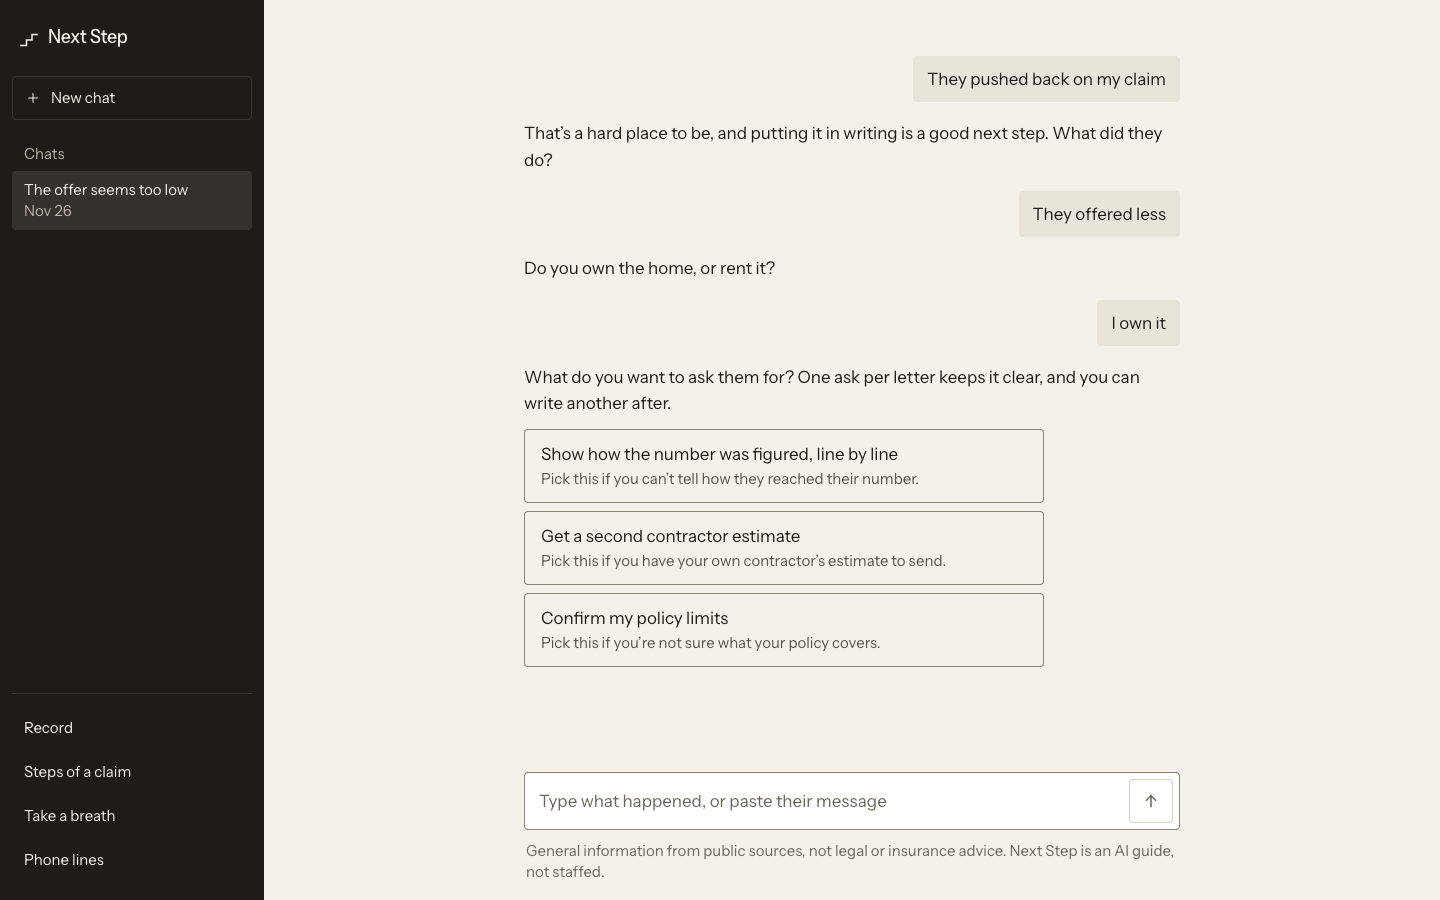 Next Step
New chat
Chats
The offer seems too low
Nov 26
Record
Steps of a claim
Take a breath
Phone lines
They pushed back on my claim
That’s a hard place to be, and putting it in writing is a good next step. What did they
do?
They offered less
Do you own the home, or rent it?
I own it
What do you want to ask them for? One ask per letter keeps it clear, and you can
write another after.
Show how the number was figured, line by line
Pick this if you can’t tell how they reached their number.
Get a second contractor estimate
Pick this if you have your own contractor’s estimate to send.
Confirm my policy limits
Pick this if you’re not sure what your policy covers.
Type what happened, or paste their message
General information from public sources, not legal or insurance advice. Next Step is an AI guide,
not staffed.